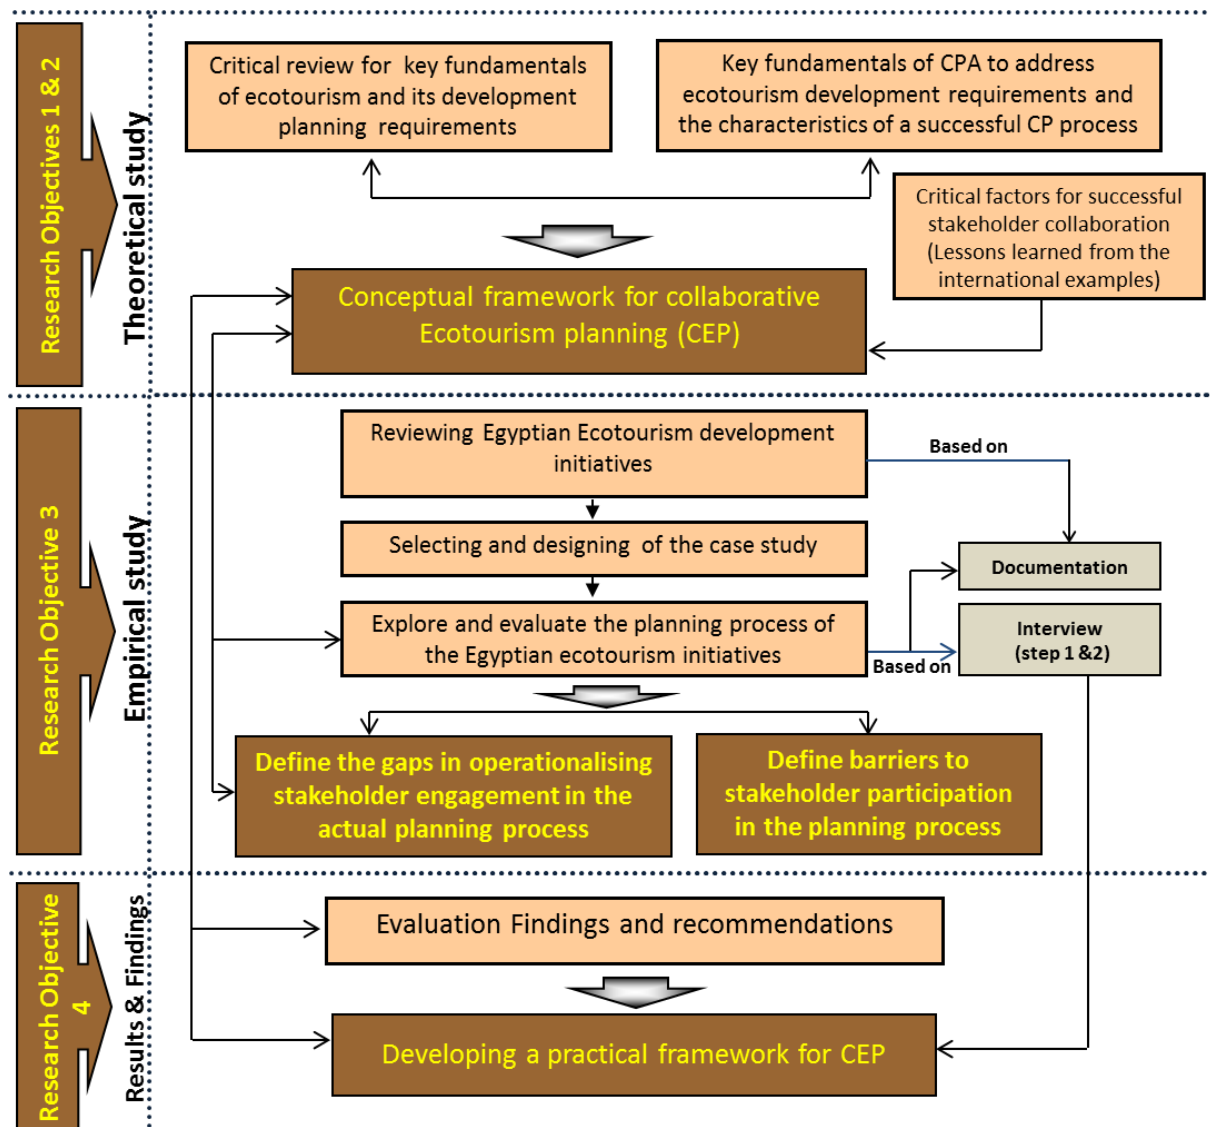 Research Objectives 1 & 2
Theoretical study
Critical review for key fundamentals
of ecotourism and its development
planning requirements
Key fundamentals of CPA to address
ecotourism development requirements and
the characteristics of a successful CP process
Critical factors for successful
stakeholder collaboration
(Lessons learned from the
international examples)
Conceptual framework for collaborative
Ecotourism planning (CEP)
Research Objective 3
Empirical study
Reviewing Egyptian Ecotourism development
initiatives
Based on
Selecting and designing of the case study
Documentation
Explore and evaluate the planning process of
the Egyptian ecotourism initiatives
Based on
Interview
(step 1 &2)
Define the gaps in operationalising
stakeholder engagement in the
actual planning process
Define barriers to
stakeholder participation
in the planning process
Research Objective
4
Results & Findings
Evaluation Findings and recommendations
Developing a practical framework for CEP